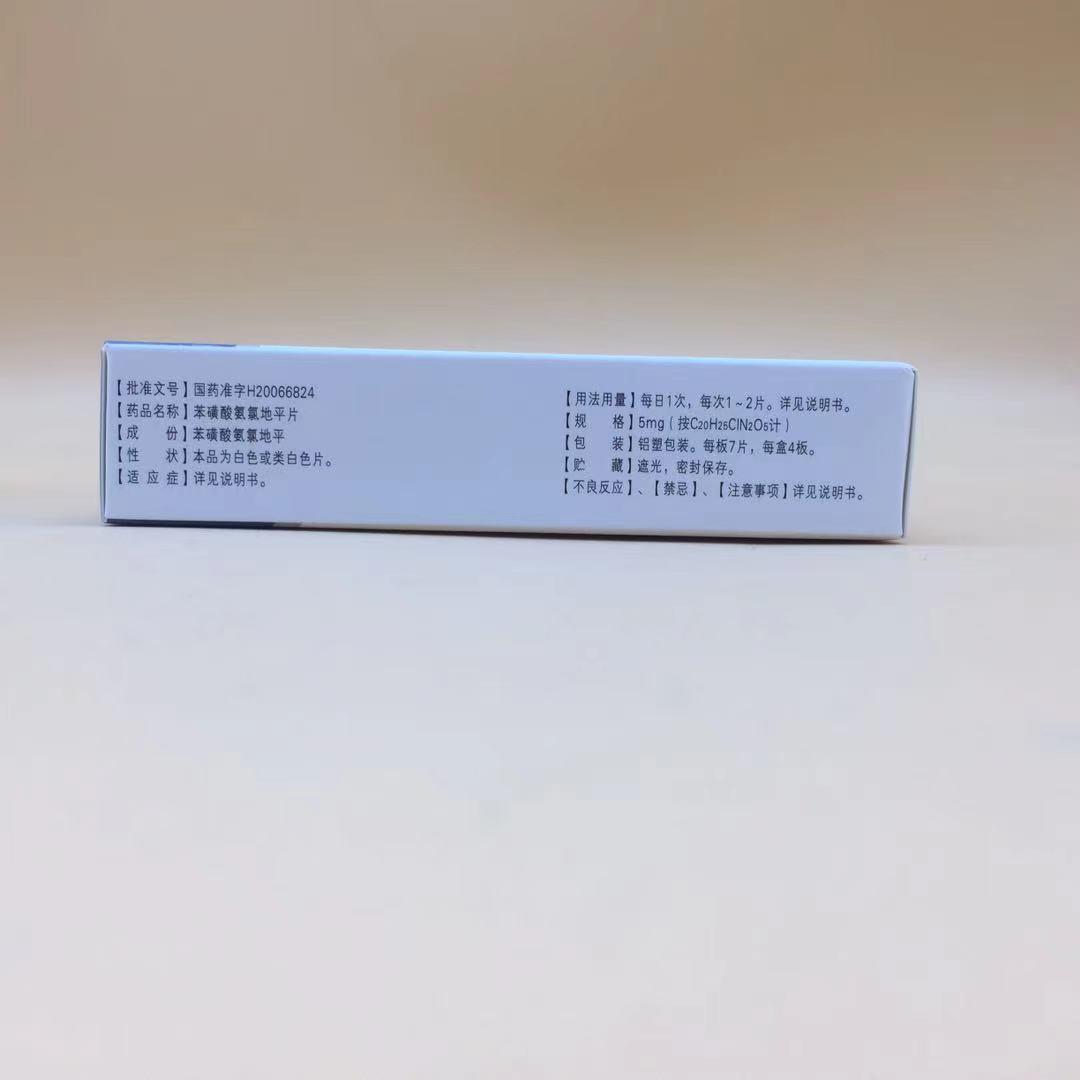 【批准文号】国药准字H20066824
【药品名称】苯磺酸氨氯地平片
【成 份】苯磺酸氨氯地平
【性 状】本品为白色或类白色片。
【适应症】详见说明书。
【用法用量】每日1次，每次1~2片。详见说明书。
【规 格】5mg（按C20H25ClN2O5计）
【包 装】铝塑包装。每板7片，每盒4板。
【贮 藏】遮光，密封保存。
【不良反应】、【禁忌】、【注意事项】详见说明书。